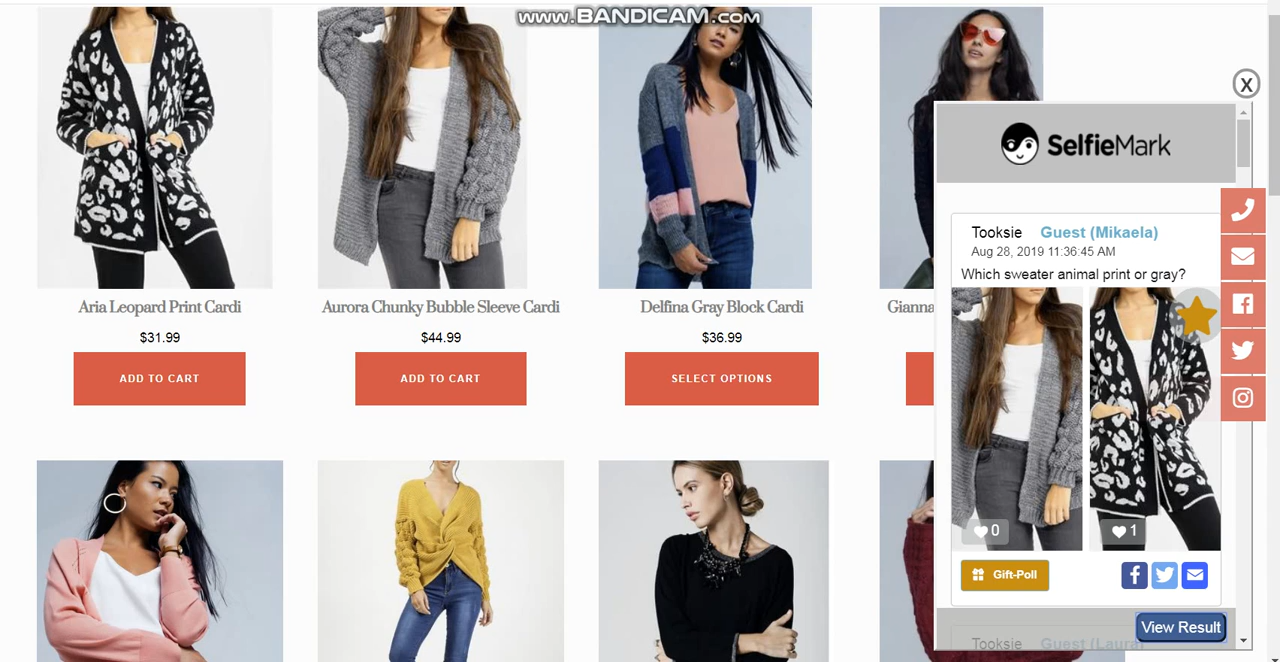 www.BANDICAM.com
X
SelfieMark
Tooksie Guest (Mikaela)
Aug 28, 2019 11:36:45 AM
Which sweater animal print or gray?
Aria Leopard Print Cardi
Aurora Chunky Bubble Sleeve Cardi
Delfina Gray Block Cardi
Gianna
$31.99
$44.99
$36.99
ADD TO CART
ADD TO CART
SELECT OPTIONS
0
1
Gift-Poll
View Result
Tooksie Guest (Laura)